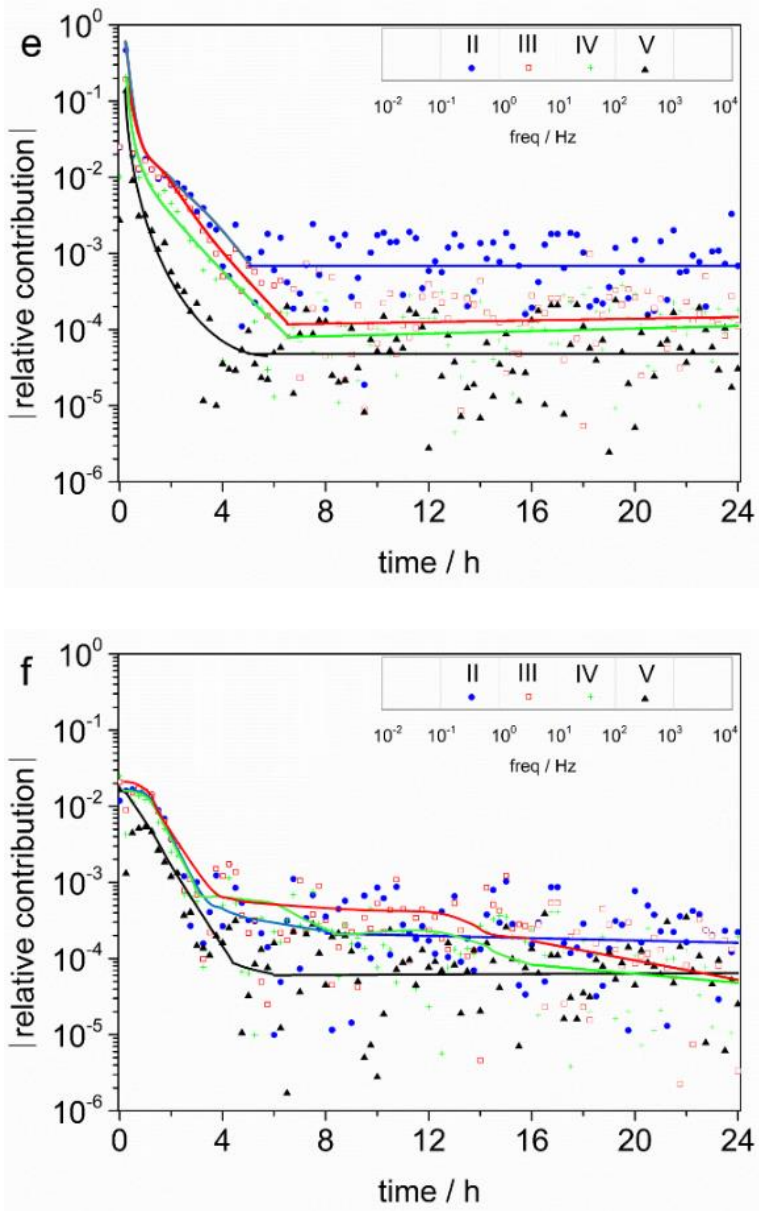 e
II III IV V
10^-2 10^-1 10^0 10^1 10^2 10^3 10^4
freq / Hz
10^0
10^-1
10^-2
10^-3
10^-4
10^-5
10^-6
|relative contribution|
0 4 8 12 16 20 24
time / h
f
II III IV V
10^-2 10^-1 10^0 10^1 10^2 10^3 10^4
freq / Hz
10^0
10^-1
10^-2
10^-3
10^-4
10^-5
10^-6
|relative contribution|
0 4 8 12 16 20 24
time / h